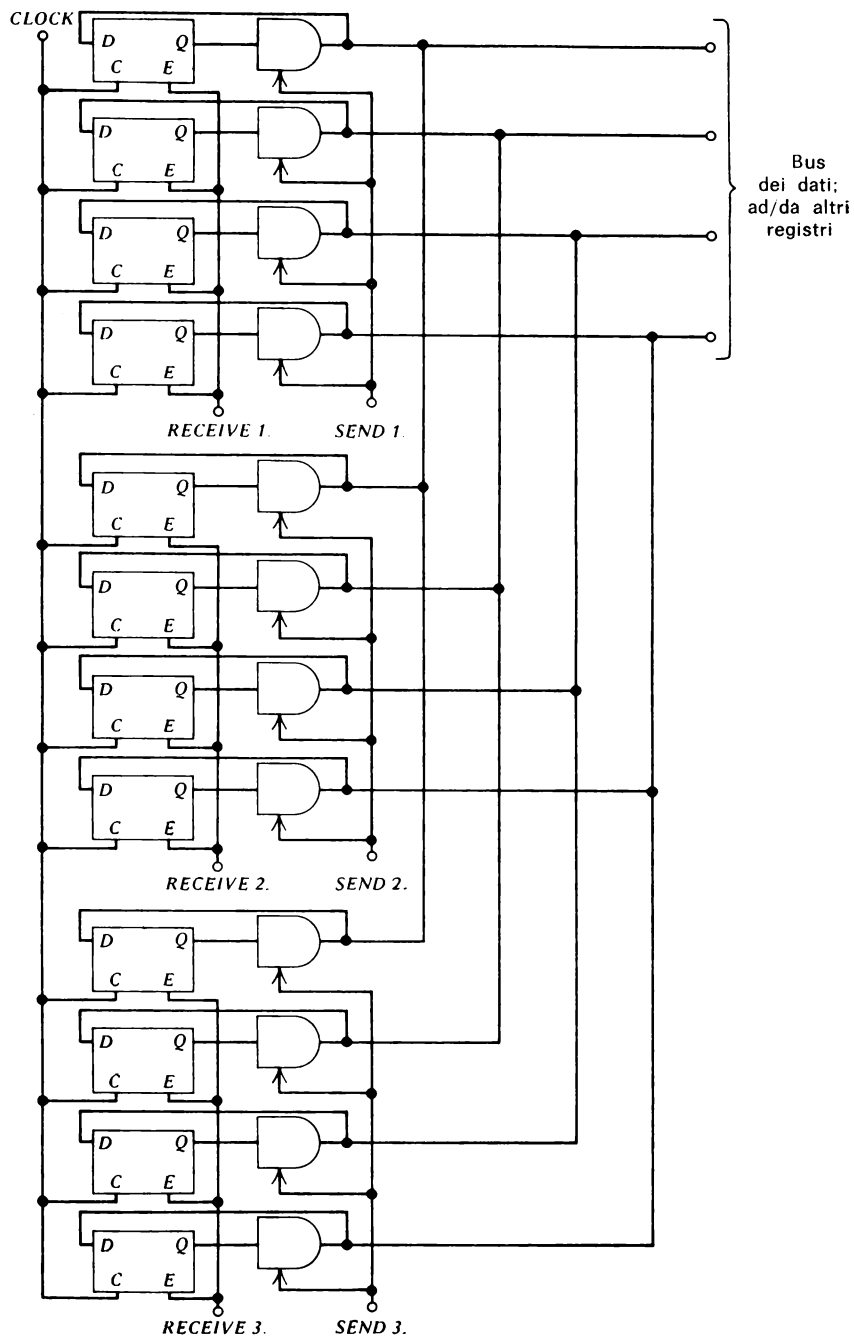 CLOCK
D Q
C E
D Q
C E
D Q
C E
D Q
C E
Bus
dei dati;
ad/da altri
registri
RECEIVE 1. SEND 1.
D Q
C E
D Q
C E
D Q
C E
D Q
C E
RECEIVE 2. SEND 2.
D Q
C E
D Q
C E
D Q
C E
D Q
C E
RECEIVE 3. SEND 3.